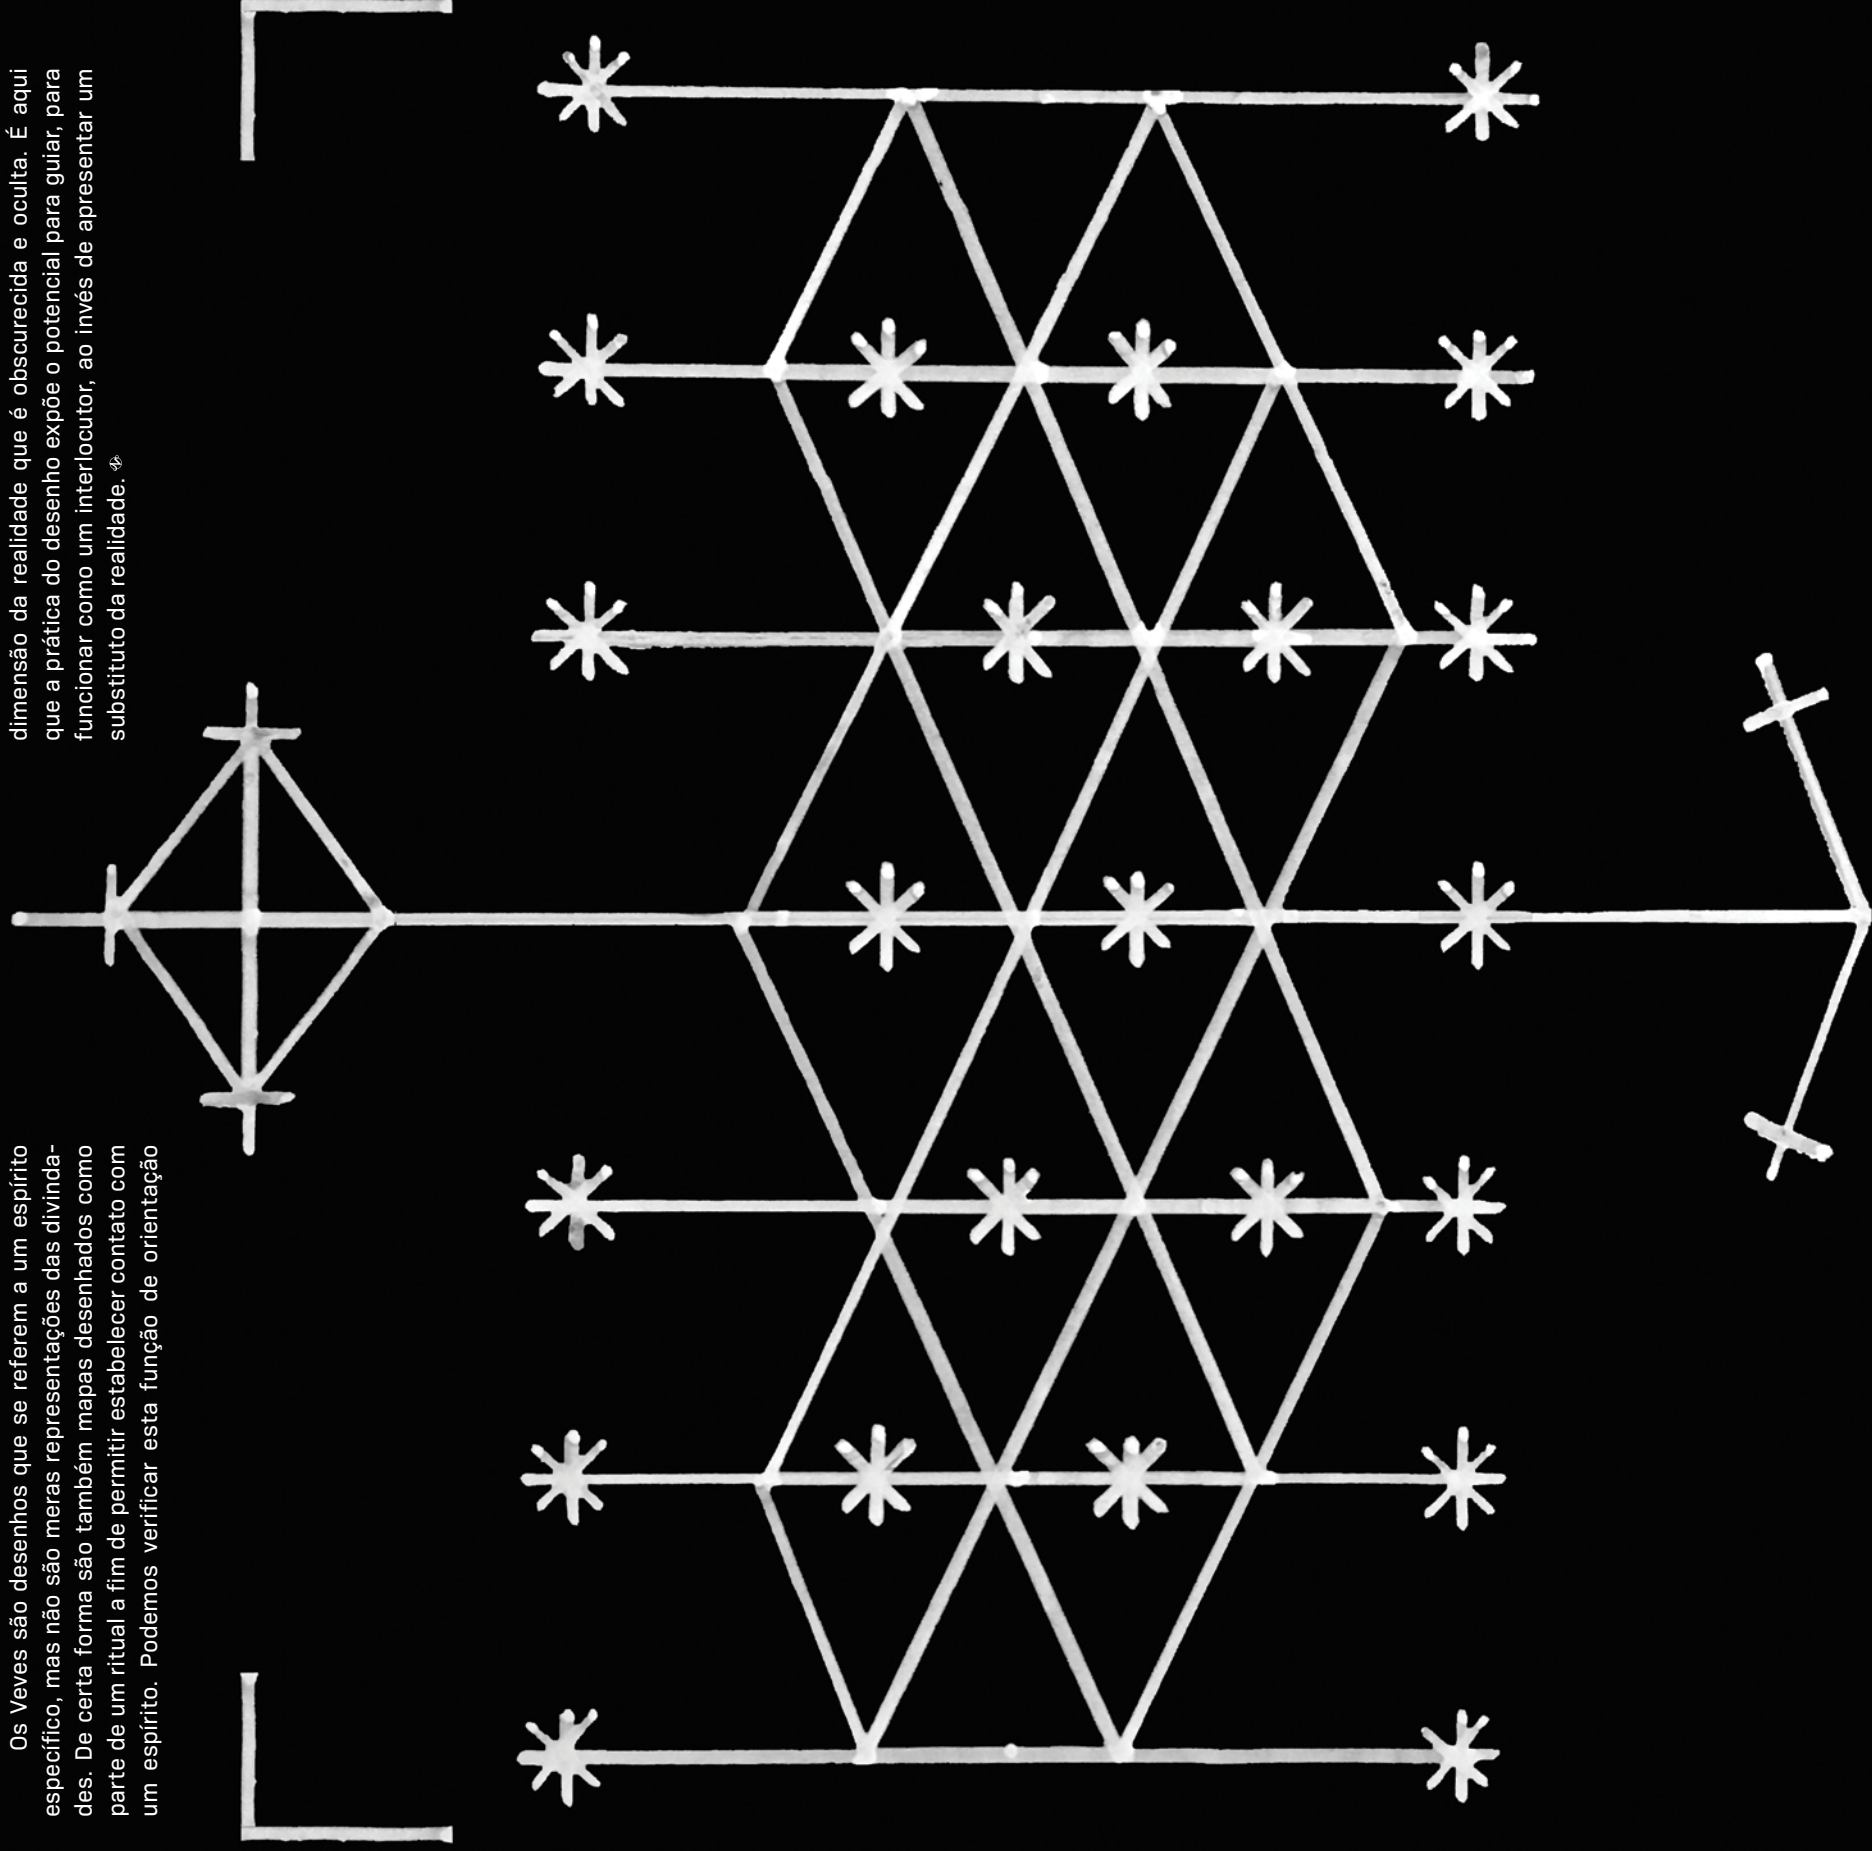 Os Veves são desenhos que se referem a um espírito
específico, mas não são meras representações das divinda-
des. De certa forma são também mapas desenhados como
parte de um ritual a fim de permitir estabelecer contato com
um espírito. Podemos verificar esta função de orientação
dimensão da realidade que é obscurecida e oculta. É aqui
que a prática do desenho expõe o potencial para guiar, para
funcionar como um interlocutor, ao invés de apresentar um
substituto da realidade.